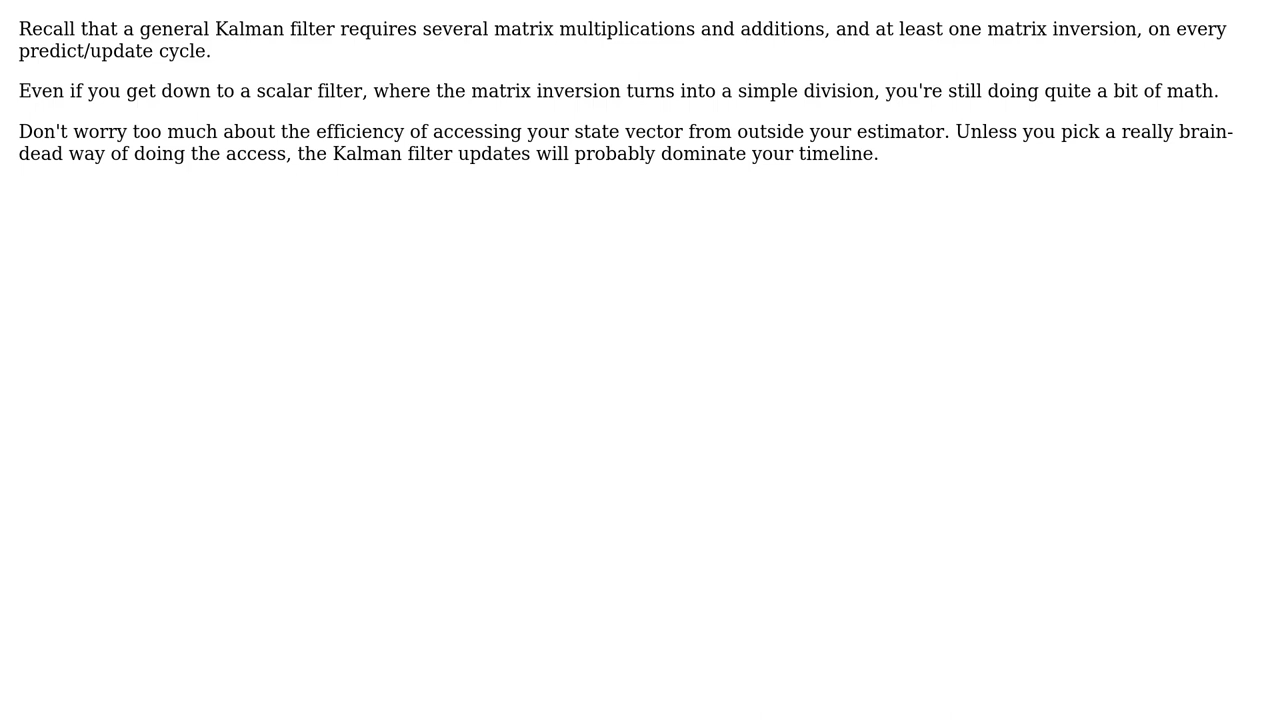 Recall that a general Kalman filter requires several matrix multiplications and additions, and at least one matrix inversion, on every
predict/update cycle.
Even if you get down to a scalar filter, where the matrix inversion turns into a simple division, you're still doing quite a bit of math.
Don't worry too much about the efficiency of accessing your state vector from outside your estimator. Unless you pick a really brain-
dead way of doing the access, the Kalman filter updates will probably dominate your timeline.